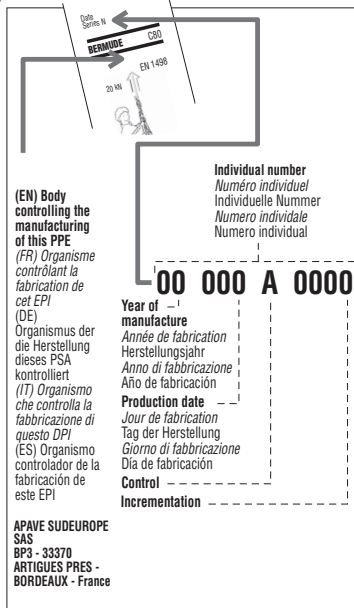 Date
Series N
BERMUDE C80
EN 1498
20 kN
(EN) Body
controlling the
manufacturing
of this PPE
(FR) Organisme
contrôlant la
fabrication de
cet EPI
(DE)
Organismus der
die Herstellung
dieses PSA
kontrolliert
(IT) Organismo
che controlla la
fabbricazione di
questo DPI
(ES) Organismo
controlador de la
fabricación de
este EPI
APAVE SUDEUROPE
SAS
BP3 - 33370
ARTIGUES PRES -
BORDEAUX - France
Individual number
Numéro individuel
Individuelle Nummer
Numero individale
Numero individual
00 000 A 0000
Year of
manufacture
Année de fabrication
Herstellungsjahr
Anno di fabbricazione
Año de fabricación
Production date
Jour de fabrication
Tag der Herstellung
Giorno di fabbricazione
Día de fabricación
Control
Incrementation